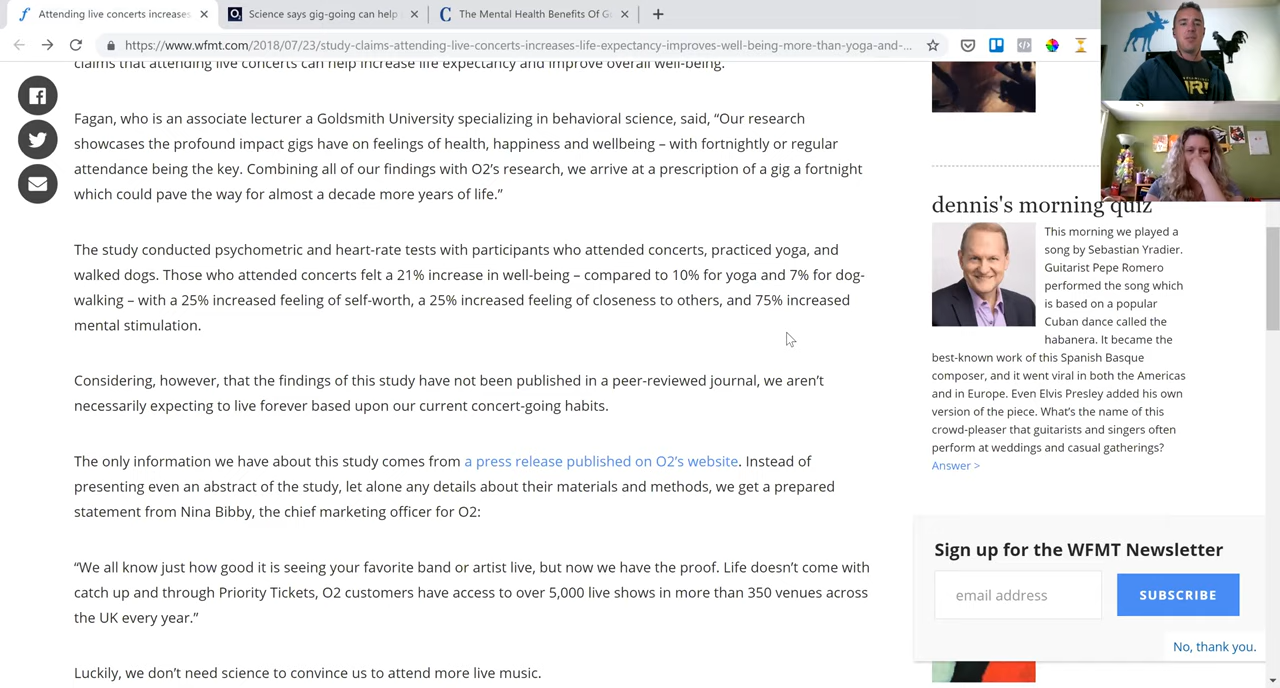 Attending live concerts increases
Science says gig-going can help
The Mental Health Benefits Of G
https://www.wfmt.com/2018/07/23/study-claims-attending-live-concerts-increases-life-expectancy-improves-well-being-more-than-yoga-and-...
claims that attending live concerts can help increase life expectancy and improve overall well-being.
Fagan, who is an associate lecturer a Goldsmith University specializing in behavioral science, said, “Our research
showcases the profound impact gigs have on feelings of health, happiness and wellbeing – with fortnightly or regular
attendance being the key. Combining all of our findings with O2’s research, we arrive at a prescription of a gig a fortnight
which could pave the way for almost a decade more years of life.”
The study conducted psychometric and heart-rate tests with participants who attended concerts, practiced yoga, and
walked dogs. Those who attended concerts felt a 21% increase in well-being – compared to 10% for yoga and 7% for dog-
walking – with a 25% increased feeling of self-worth, a 25% increased feeling of closeness to others, and 75% increased
mental stimulation.
Considering, however, that the findings of this study have not been published in a peer-reviewed journal, we aren’t
necessarily expecting to live forever based upon our current concert-going habits.
The only information we have about this study comes from a press release published on O2’s website. Instead of
presenting even an abstract of the study, let alone any details about their materials and methods, we get a prepared
statement from Nina Bibby, the chief marketing officer for O2:
“We all know just how good it is seeing your favorite band or artist live, but now we have the proof. Life doesn’t come with
catch up and through Priority Tickets, O2 customers have access to over 5,000 live shows in more than 350 venues across
the UK every year.”
Luckily, we don’t need science to convince us to attend more live music.
dennis's morning quiz
This morning we played a
song by Sebastian Yradier.
Guitarist Pepe Romero
performed the song which
is based on a popular
Cuban dance called the
habanera. It became the
best-known work of this Spanish Basque
composer, and it went viral in both the Americas
and in Europe. Even Elvis Presley added his own
version of the piece. What’s the name of this
crowd-pleaser that guitarists and singers often
perform at weddings and casual gatherings?
Answer >
Sign up for the WFMT Newsletter
email address
SUBSCRIBE
No, thank you.